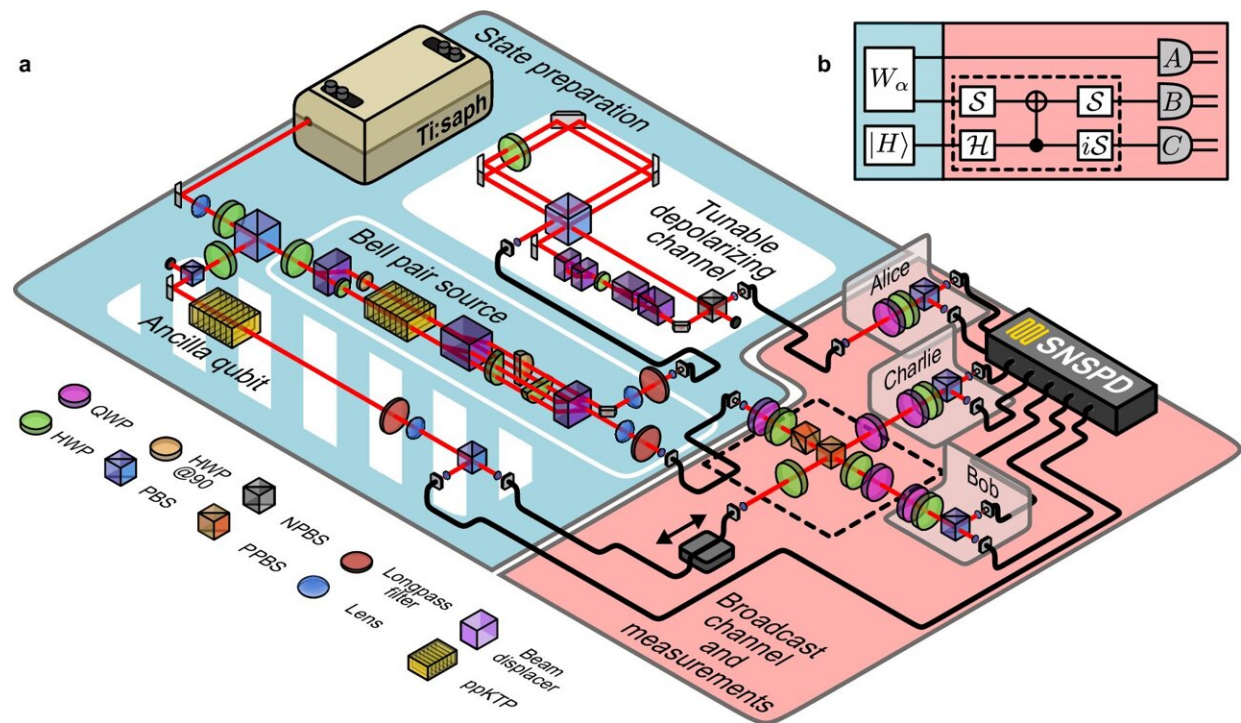 a
State preparation
Ti:saph
Tunable
depolarizing
channel
Bell pair source
Ancilla qubit
Alice
Charlie
Bob
SNSPD
Broadcast
channel
and
measurements
QWP
HWP
HWP
@90
PBS
NPBS
PPBS
Longpass
filter
Lens
Beam
displacer
ppKTP
b
W_α
|H⟩
S
H
S
iS
A
B
C